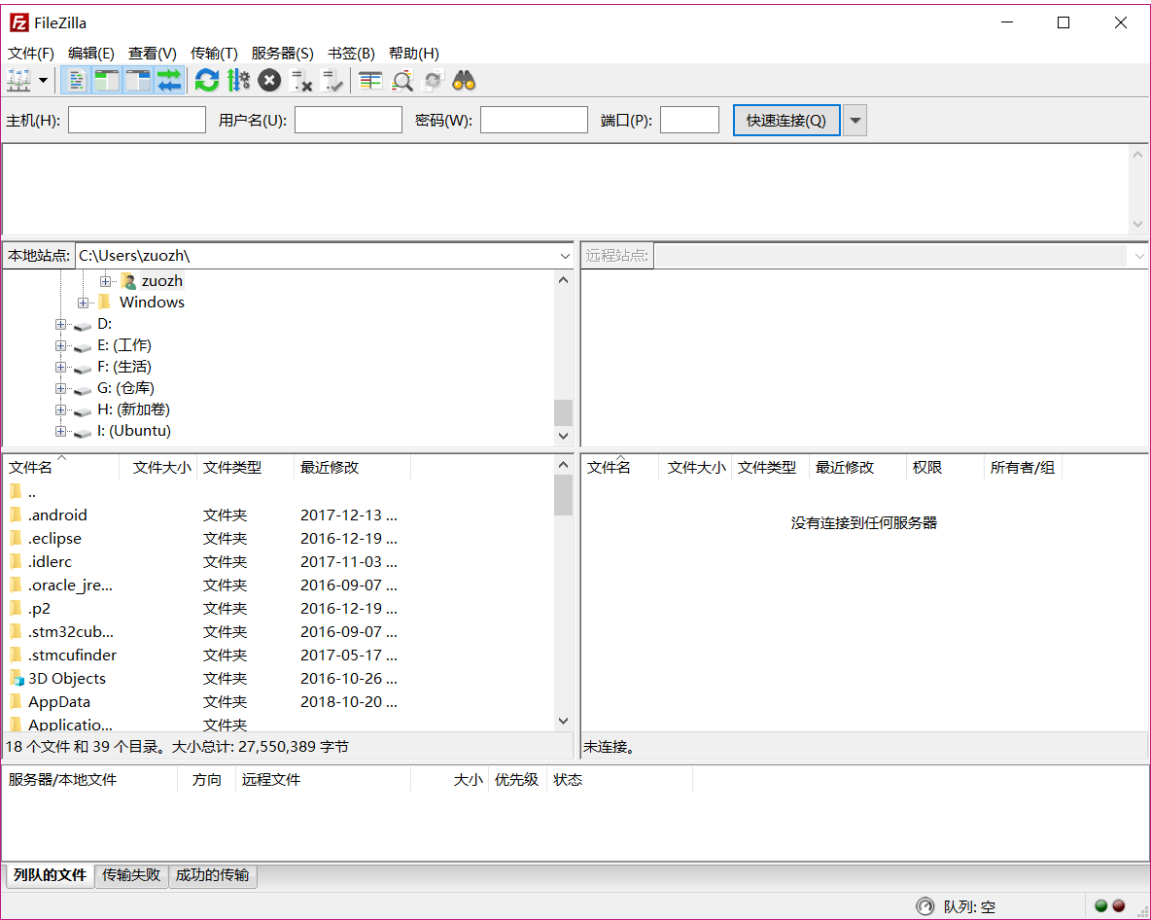 FileZilla
文件(F) 编辑(E) 查看(V) 传输(T) 服务器(S) 书签(B) 帮助(H)
主机(H): 用户名(U): 密码(W): 端口(P): 快速连接(Q)
本地站点: C:\Users\zuozh\ 远程站点:
zuozh
Windows
D:
E: (工作)
F: (生活)
G: (仓库)
H: (新加卷)
I: (Ubuntu)
文件名 文件大小 文件类型 最近修改 文件名 文件大小 文件类型 最近修改 权限 所有者/组
..
.android 文件夹 2017-12-13 ...
没有连接到任何服务器
.eclipse 文件夹 2016-12-19 ...
.idlerc 文件夹 2017-11-03 ...
.oracle_jre... 文件夹 2016-09-07 ...
.p2 文件夹 2016-12-19 ...
.stm32cub... 文件夹 2016-09-07 ...
.stmcufinder 文件夹 2017-05-17 ...
3D Objects 文件夹 2016-10-26 ...
AppData 文件夹 2018-10-20 ...
Applicatio... 文件夹
18 个文件 和 39 个目录。大小总计: 27,550,389 字节 未连接。
服务器/本地文件 方向 远程文件 大小 优先级 状态
列队的文件 传输失败 成功的传输
队列: 空